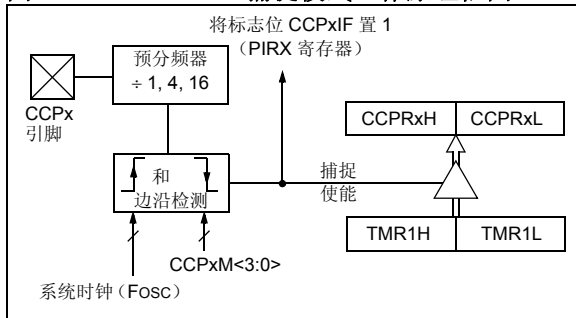 将标志位 CCPxIF 置 1
（PIRX 寄存器）
预分频器
÷ 1, 4, 16
CCPx
引脚
CCPRxH
CCPRxL
和
边沿检测
捕捉
使能
TMR1H
TMR1L
CCPxM<3:0>
系统时钟（FOSC）